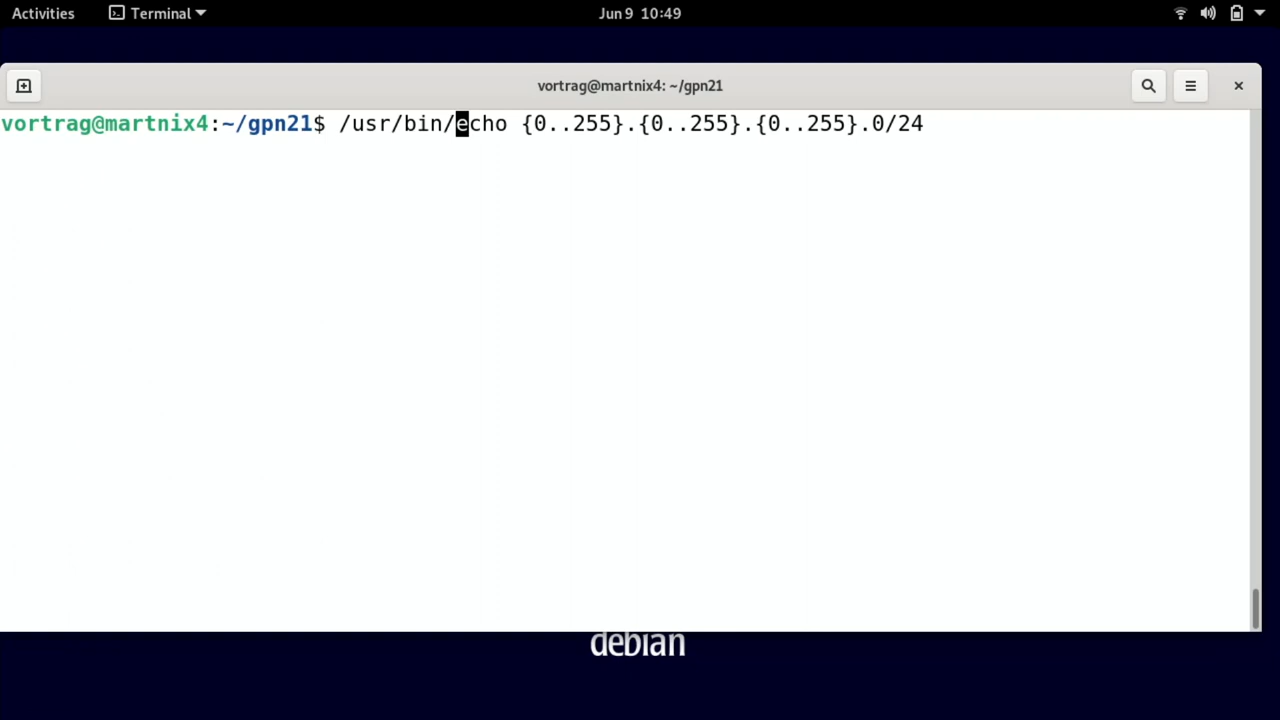 Activities Terminal Jun 9 10:49
vortrag@martnix4: ~/gpn21
vortrag@martnix4:~/gpn21$ /usr/bin/echo {0..255}.{0..255}.{0..255}.0/24
debian